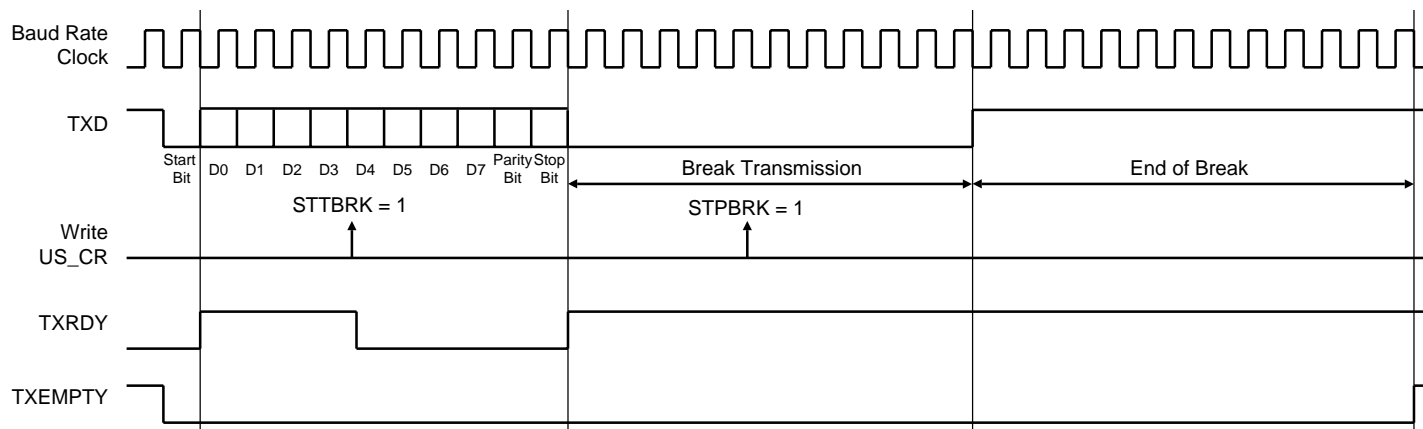 Baud Rate
Clock
TXD
Start
Bit
D0 D1 D2 D3 D4 D5 D6 D7
Parity
Bit
Stop
Bit
Break Transmission
End of Break
STTBRK = 1
STPBRK = 1
Write
US_CR
TXRDY
TXEMPTY